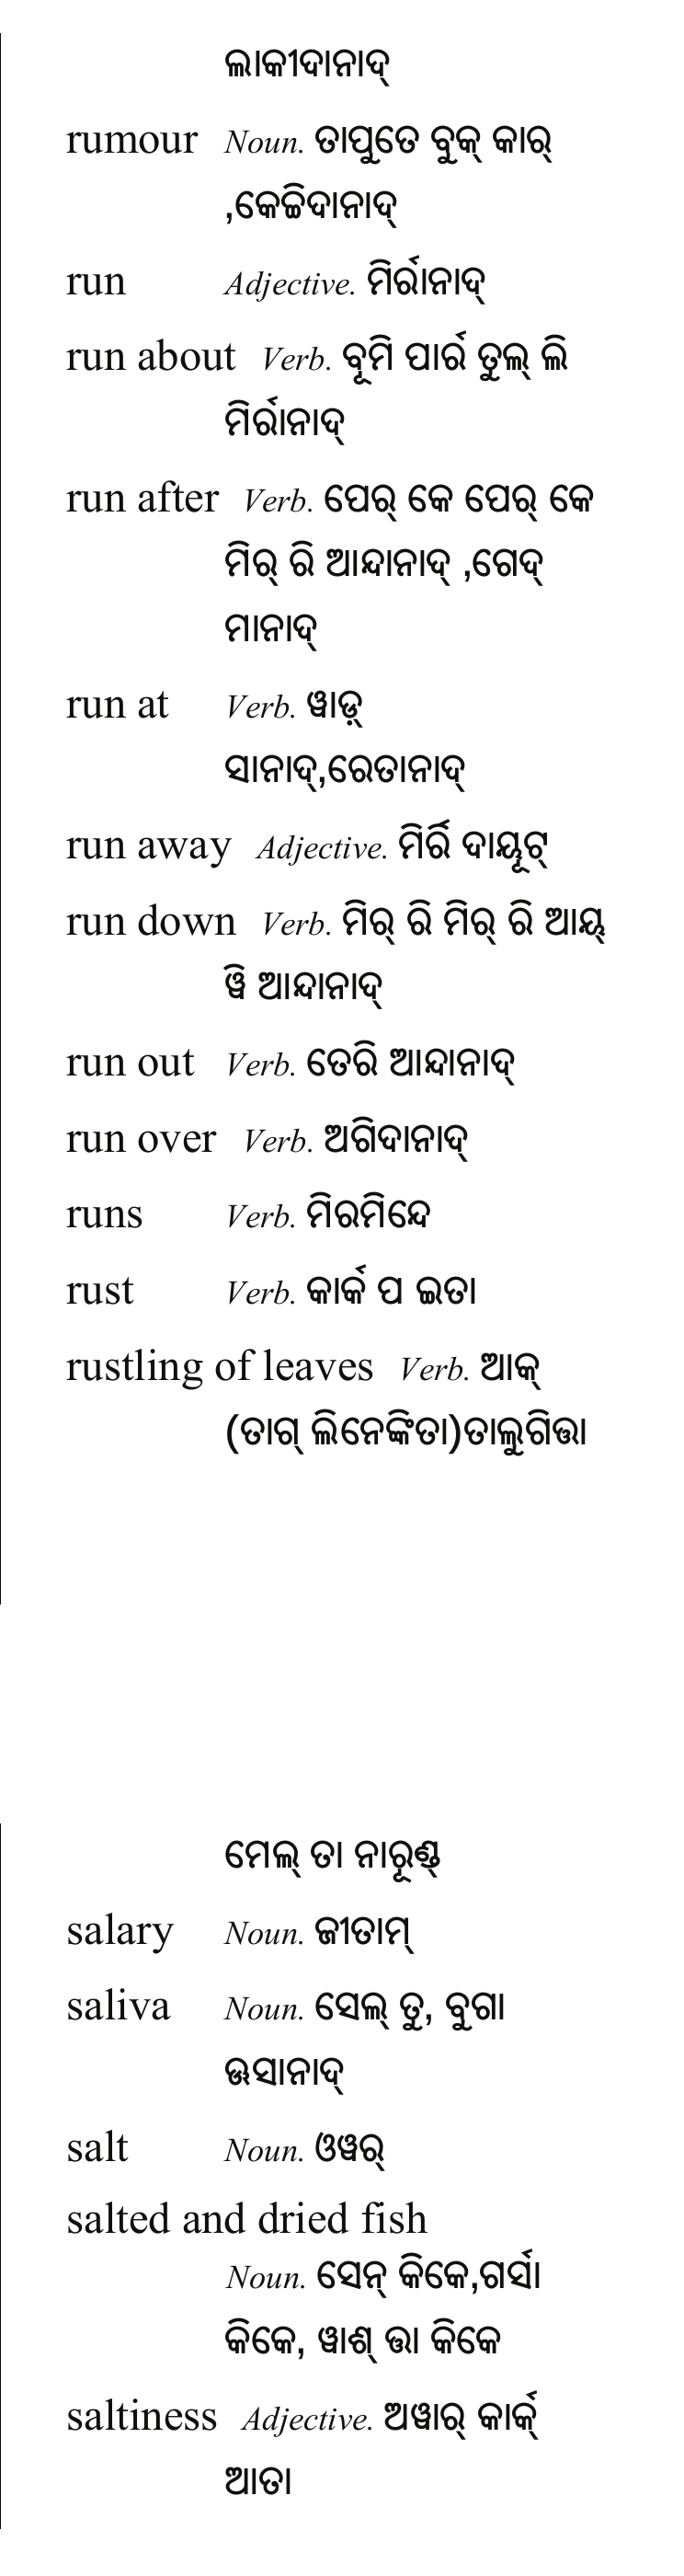 ଲାକୀଦାନାଦ୍
rumour Noun. ତାପୁତେ ବୁକ୍ କାର୍
,କେଚ୍ଚିଦାନାଦ୍
run Adjective. ମିର୍ରାନାଦ୍
run about Verb. ବୂମି ପାର୍ର ତୁଲ୍ ଲି
ମିର୍ରାନାଦ୍
run after Verb. ପେର୍ କେ ପେର୍ କେ
ମିର୍ ରି ଆନ୍ଦାନାଦ୍ ,ଗେଦ୍
ମାନାଦ୍
run at Verb. ୱାଡ଼୍
ସାନାଦ୍,ରେତାନାଦ୍
run away Adjective. ମିର୍ରି ଦାୟୂଟ୍
run down Verb. ମିର୍ ରି ମିର୍ ରି ଆୟ୍
ୱି ଆନ୍ଦାନାଦ୍
run out Verb. ତେରି ଆନ୍ଦାନାଦ୍
run over Verb. ଅଗିଦାନାଦ୍
runs Verb. ମିରମିନ୍ଦେ
rust Verb. କାର୍କ ପ ଇତା
rustling of leaves Verb. ଆକ୍
(ତାଗ୍ ଲିନେଙ୍କିତା)ତାଲୁଗିତ୍ତା
ମେଲ୍ ତା ନାରୂଣ୍ଡ୍
salary Noun. ଜୀତାମ୍
saliva Noun. ସେଲ୍ ତୁ, ବୁଗା
ଊସାନାଦ୍
salt Noun. ଓୱର୍
salted and dried fish
Noun. ସେନ୍ କିକେ,ଗର୍ସା
କିକେ, ୱାଶ୍ ତ୍ତା କିକେ
saltiness Adjective. ଅୱାର୍ କାର୍କ୍
ଆତା